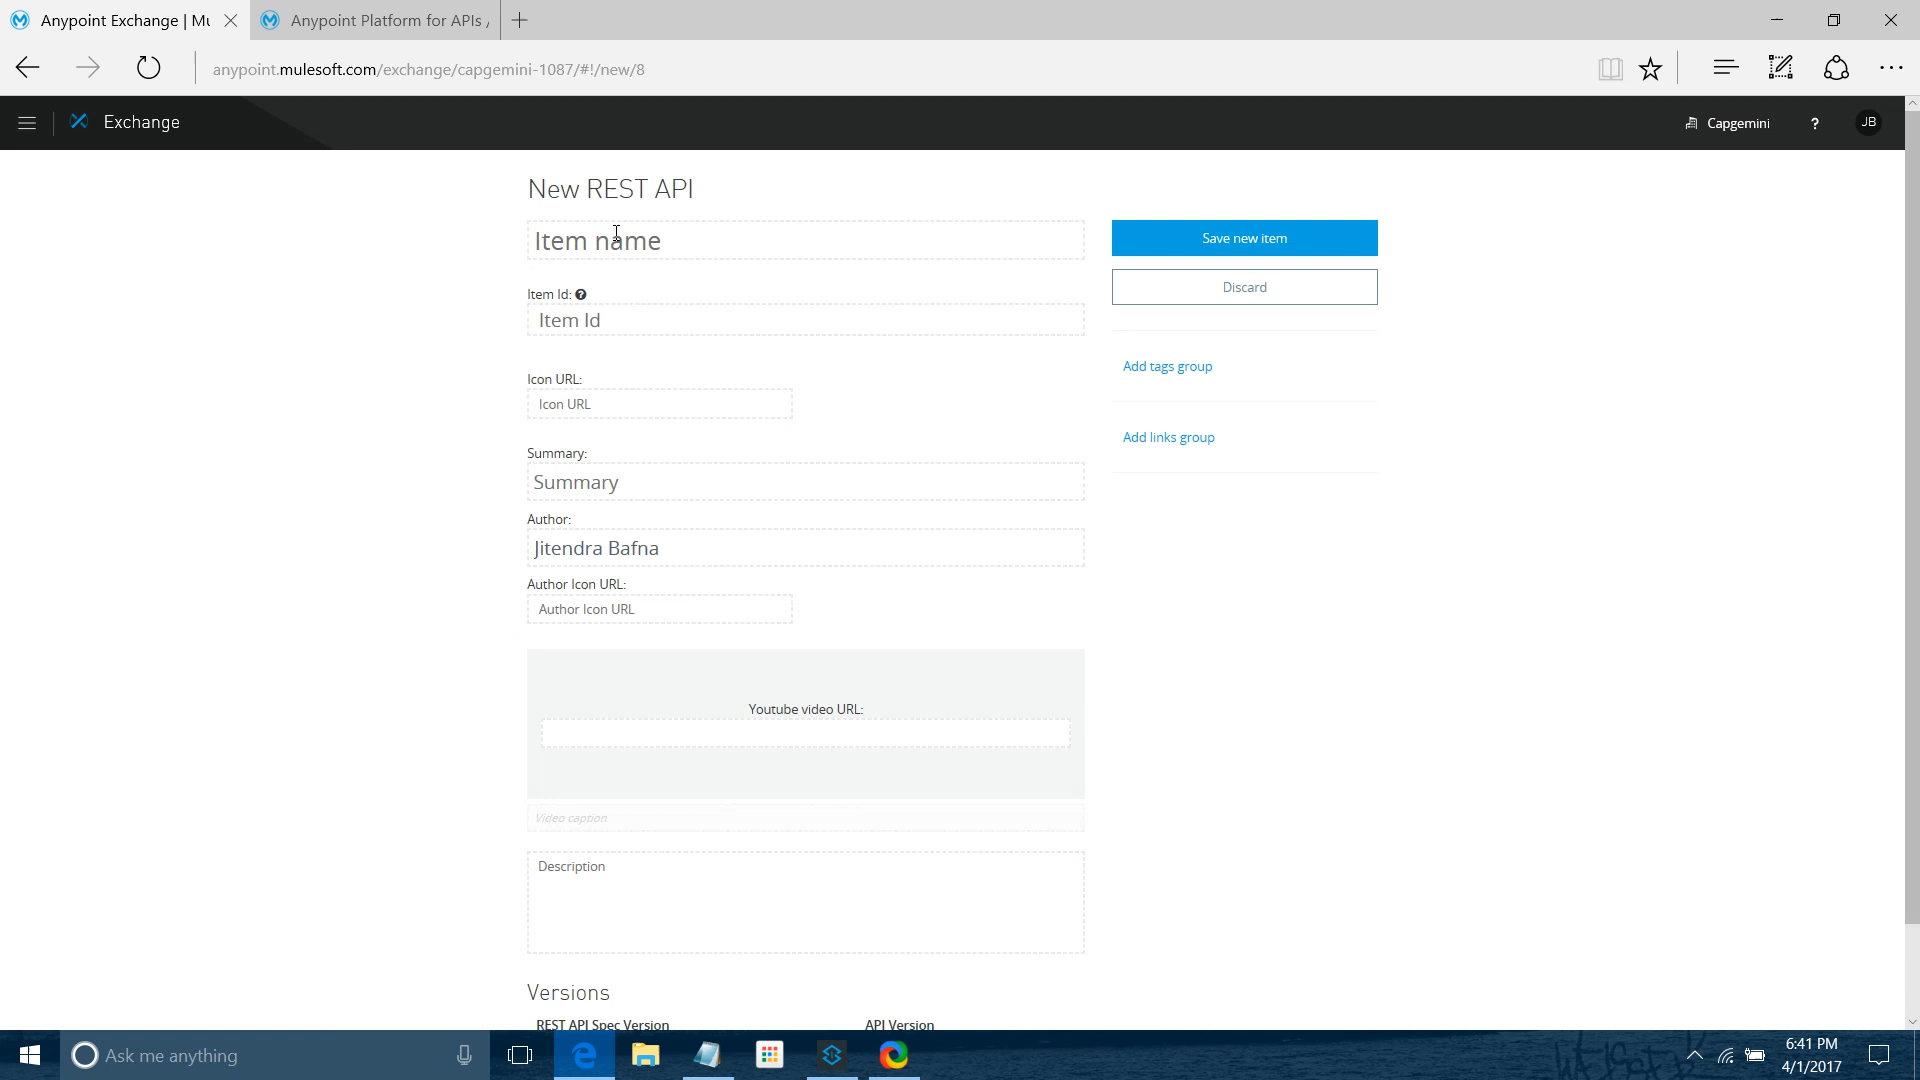 Anypoint Exchange | Mu
Anypoint Platform for APIs
anypoint.mulesoft.com/exchange/capgemini-1087/#!/new/8
Exchange
Capgemini
?
JB
New REST API
Item name
Save new item
Item Id: ?
Item Id
Discard
Add tags group
Icon URL:
Icon URL
Add links group
Summary:
Summary
Author:
Jitendra Bafna
Author Icon URL:
Author Icon URL
Youtube video URL:
Video caption
Description
Versions
REST API Spec Version
API Version
Ask me anything
6:41 PM
4/1/2017